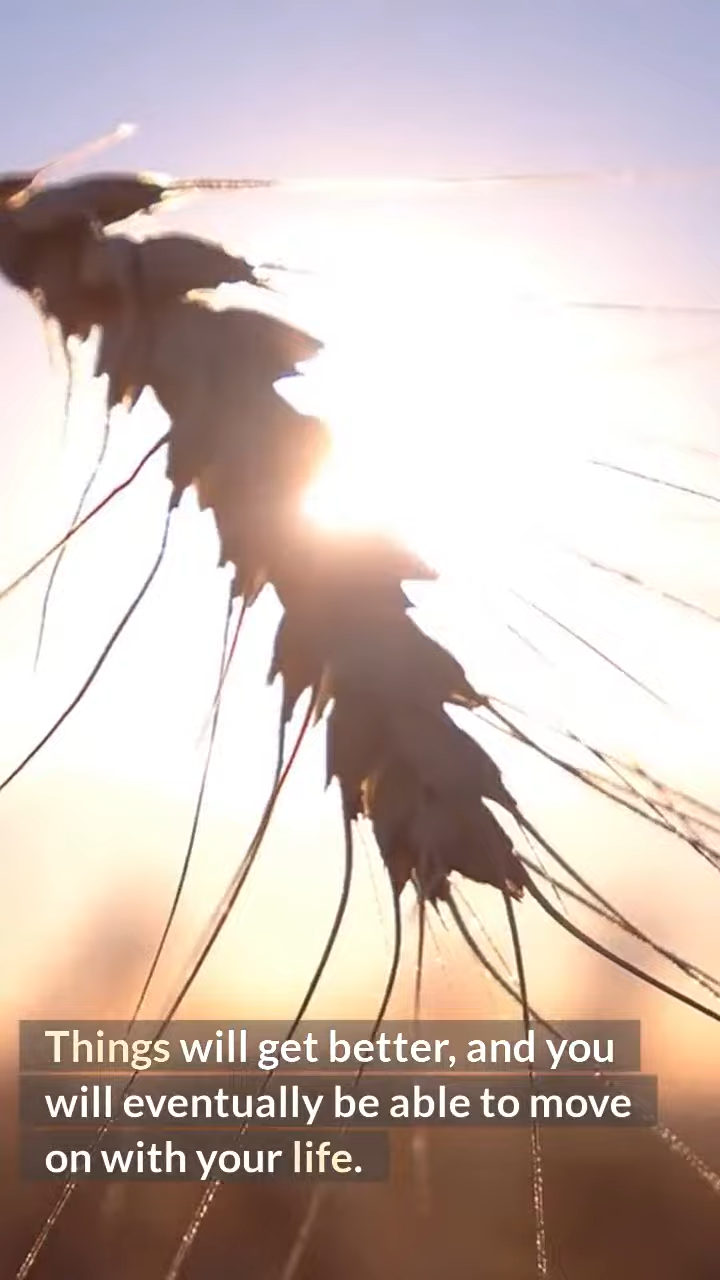 Things will get better, and you
will eventually be able to move
on with your life.